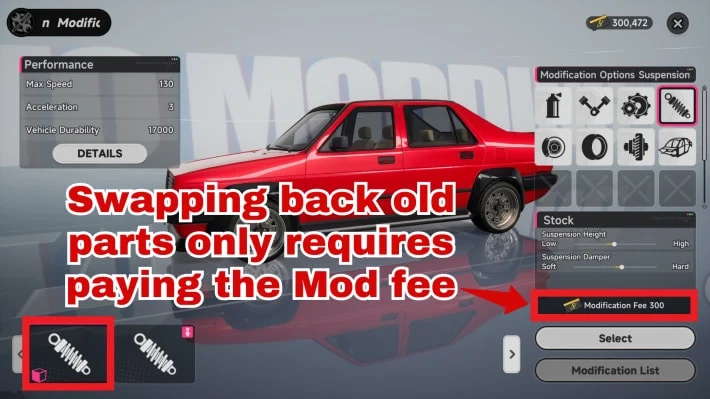 n Modific
300,472
Performance
Max Speed 130
Acceleration 3
Vehicle Durability 17000
DETAILS
Modification Options Suspension
Swapping back old
parts only requires
paying the Mod fee
Stock
Suspension Height
Low High
Suspension Damper
Soft Hard
Modification Fee 300
Select
Modification List